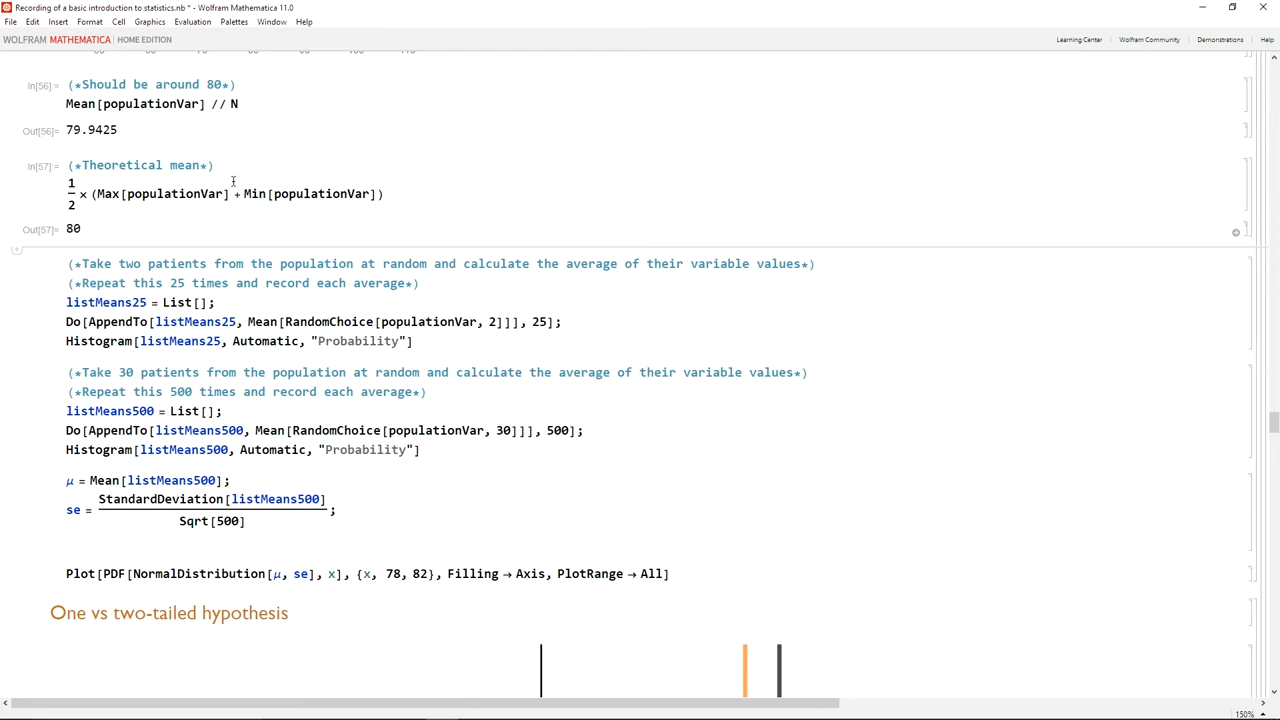 Recording of a basic introduction to statistics.nb * - Wolfram Mathematica 11.0
File Edit Insert Format Cell Graphics Evaluation Palettes Window Help
WOLFRAM MATHEMATICA HOME EDITION Learning Center Wolfram Community Demonstrations Help
In[56]:= (*Should be around 80*)
Mean[populationVar] // N
Out[56]= 79.9425
In[57]:= (*Theoretical mean*)
1
2
× (Max[populationVar] + Min[populationVar])
Out[57]= 80
(*Take two patients from the population at random and calculate the average of their variable values*)
(*Repeat this 25 times and record each average*)
listMeans25 = List[];
Do[AppendTo[listMeans25, Mean[RandomChoice[populationVar, 2]]], 25];
Histogram[listMeans25, Automatic, "Probability"]
(*Take 30 patients from the population at random and calculate the average of their variable values*)
(*Repeat this 500 times and record each average*)
listMeans500 = List[];
Do[AppendTo[listMeans500, Mean[RandomChoice[populationVar, 30]]], 500];
Histogram[listMeans500, Automatic, "Probability"]
μ = Mean[listMeans500];
StandardDeviation[listMeans500]
se = ;
Sqrt[500]
Plot[PDF[NormalDistribution[μ, se], x], {x, 78, 82}, Filling → Axis, PlotRange → All]
One vs two-tailed hypothesis
150%